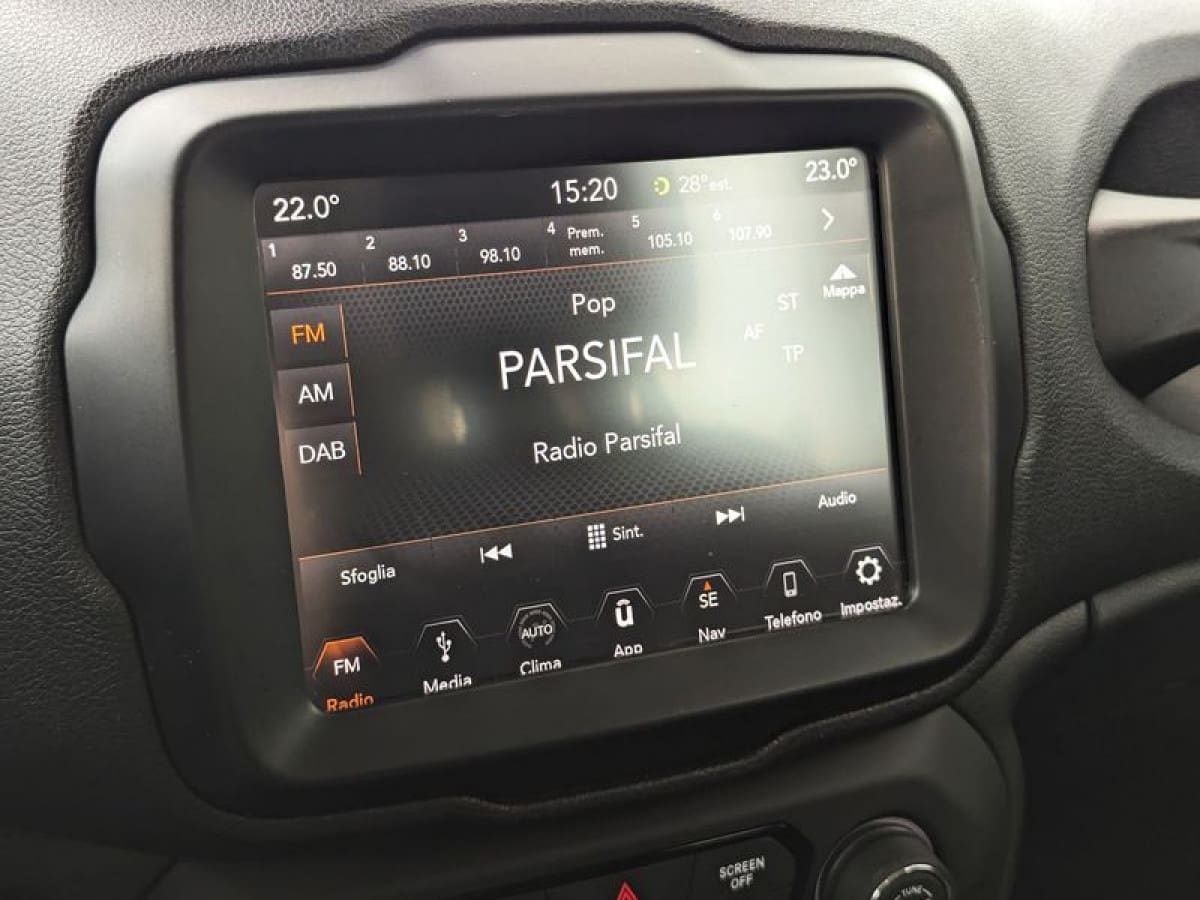 22.0° 15:20 28°est. 23.0°
1 87.50 2 88.10 3 98.10 4 Prem. mem. 5 105.10 6 107.90
Mappa
FM Pop ST
AF
AM PARSIFAL TP
DAB Radio Parsifal
Sfoglia Sint. Audio
FM AUTO ū SE
Radio Media Clima App Nav Telefono Impostaz.
SCREEN
OFF
TUNE